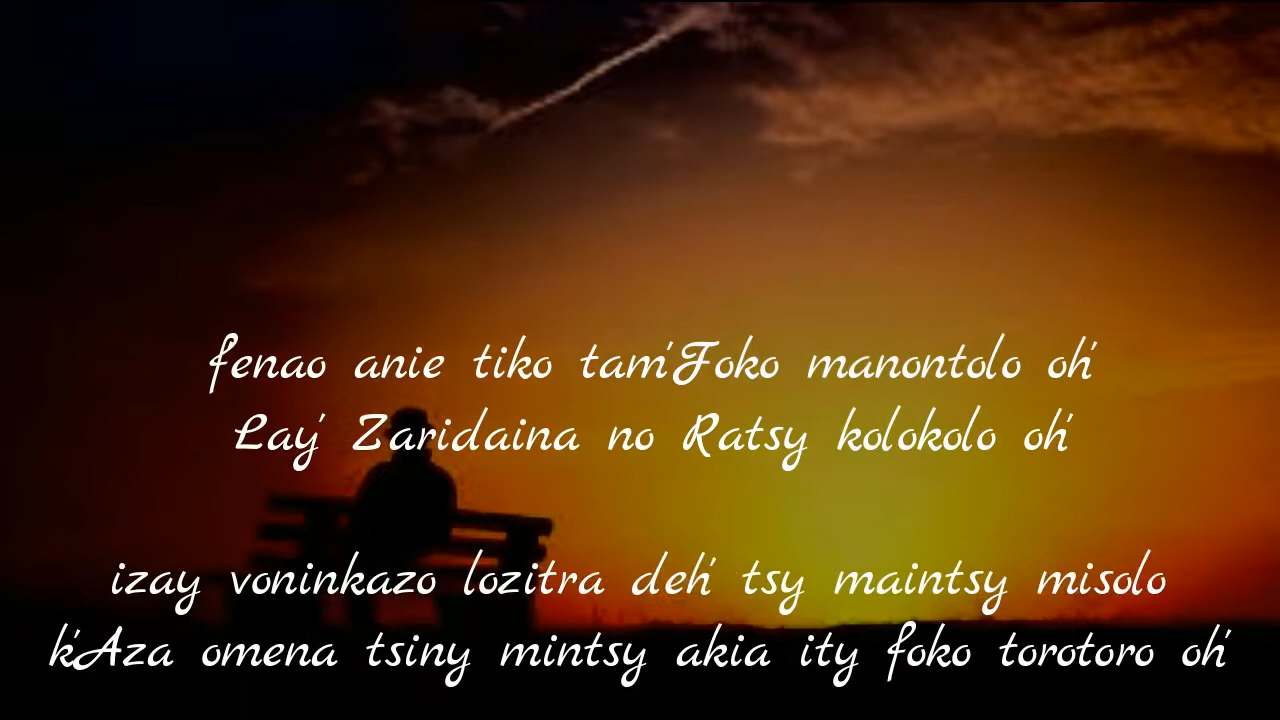 fenao anie tiko tam'Foko manontolo oh'
Lay' Zaridaina no Ratsy kolokolo oh'
izay voninkazo lozitra deh' tsy maintsy misolo
k'Aza omena tsiny mintsy akia ity foko torotoro oh'